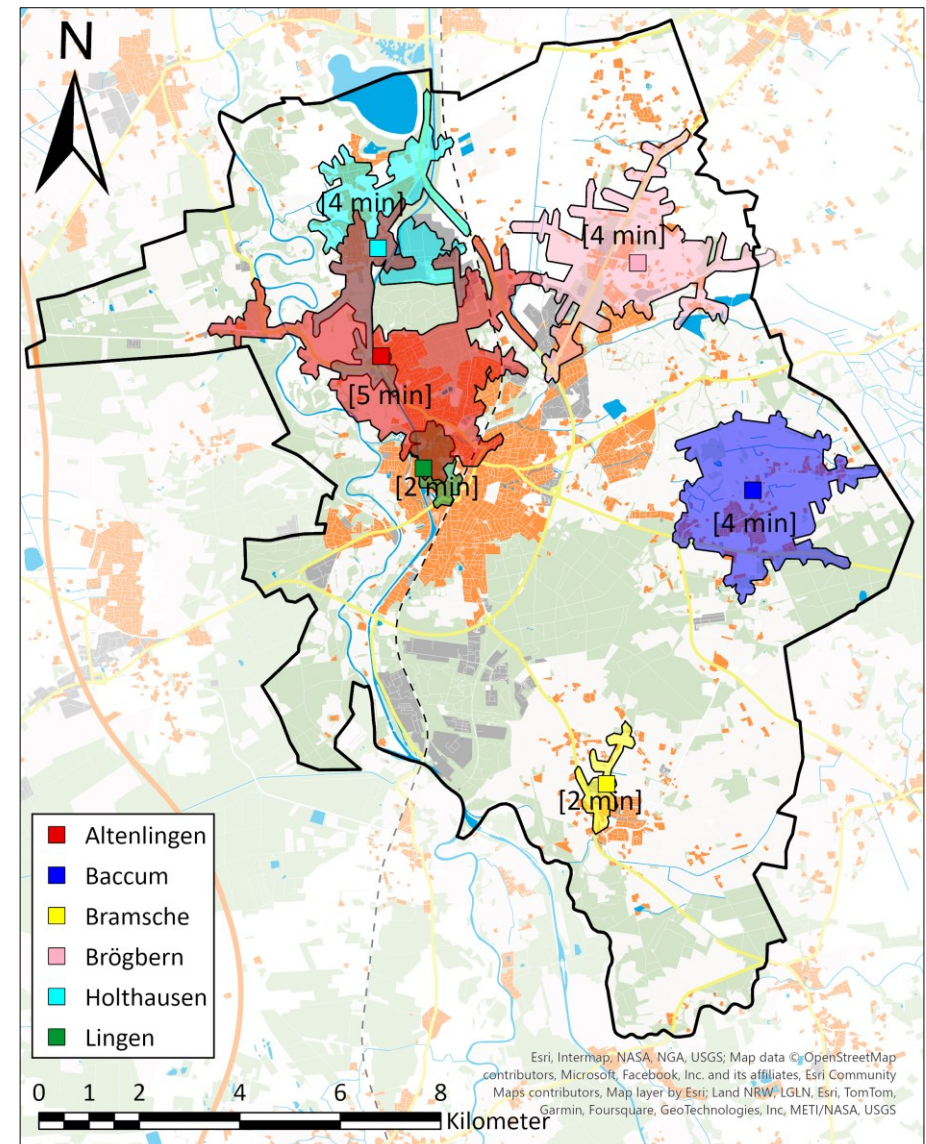 N
[4 min]
[4 min]
[5 min]
[2 min]
[4 min]
[2 min]
Altenlingen
Baccum
Bramsche
Brögbern
Holthausen
Lingen
0 1 2 4 6 8
Kilometer
Esri, Intermap, NASA, NGA, USGS; Map data © OpenStreetMap
contributors, Microsoft, Facebook, Inc. and its affiliates, Esri Community
Maps contributors, Map layer by Esri; Land NRW, LGLN, Esri, TomTom,
Garmin, Foursquare, GeoTechnologies, Inc, METI/NASA, USGS